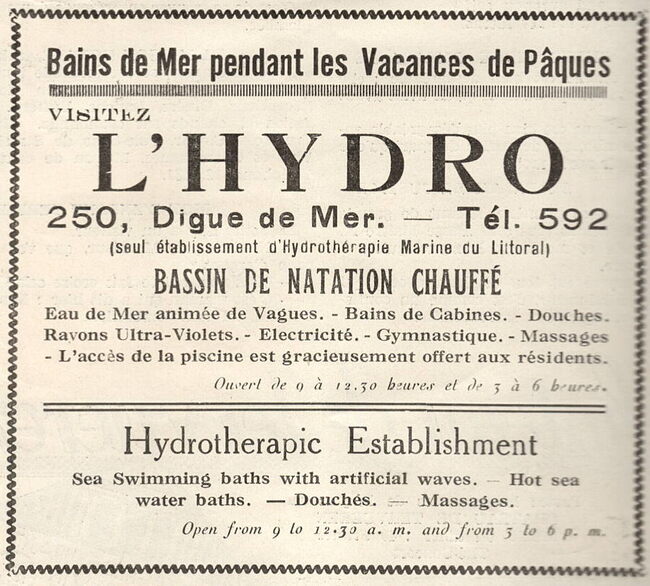 Bains de Mer pendant les Vacances de Pâques
VISITEZ
L'HYDRO
250, Digue de Mer. — Tél. 592
(seul établissement d'Hydrothérapie Marine du Littoral)
BASSIN DE NATATION CHAUFFÉ
Eau de Mer animée de Vagues. - Bains de Cabines. - Douches.
Rayons Ultra-Violets. - Electricité. - Gymnastique. - Massages
- L'accès de la piscine est gracieusement offert aux résidents.
Ouvert de 9 à 12.30 heures et de 3 à 6 heures.
Hydrotherapic Establishment
Sea Swimming baths with artificial waves. — Hot sea
water baths. — Douchés. — Massages.
Open from 9 to 12.30 a. m. and from 3 to 6 p. m.